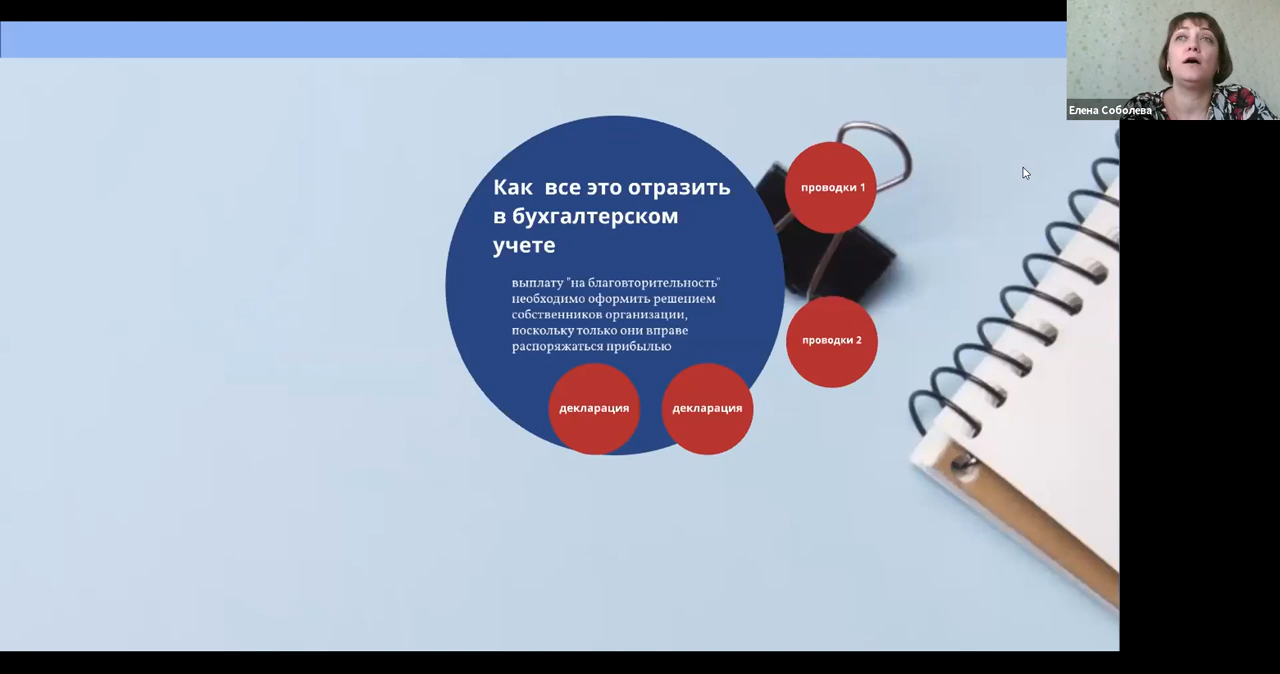 Елена Соболева
Как все это отразить
в бухгалтерском
учете
выплату "на благовторительность"
необходимо оформить решением
собственников организации,
поскольку только они вправе
распоряжаться прибылью
проводки 1
проводки 2
декларация
декларация